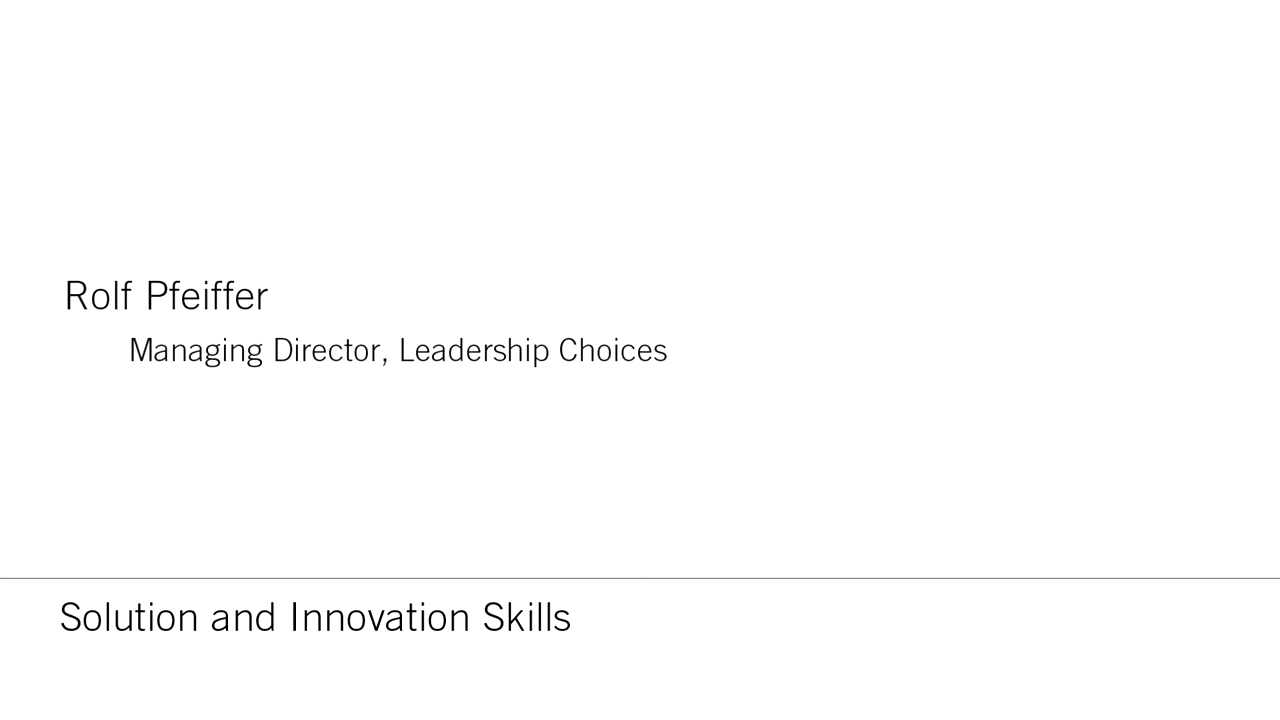 Rolf Pfeiffer
Managing Director, Leadership Choices
Solution and Innovation Skills